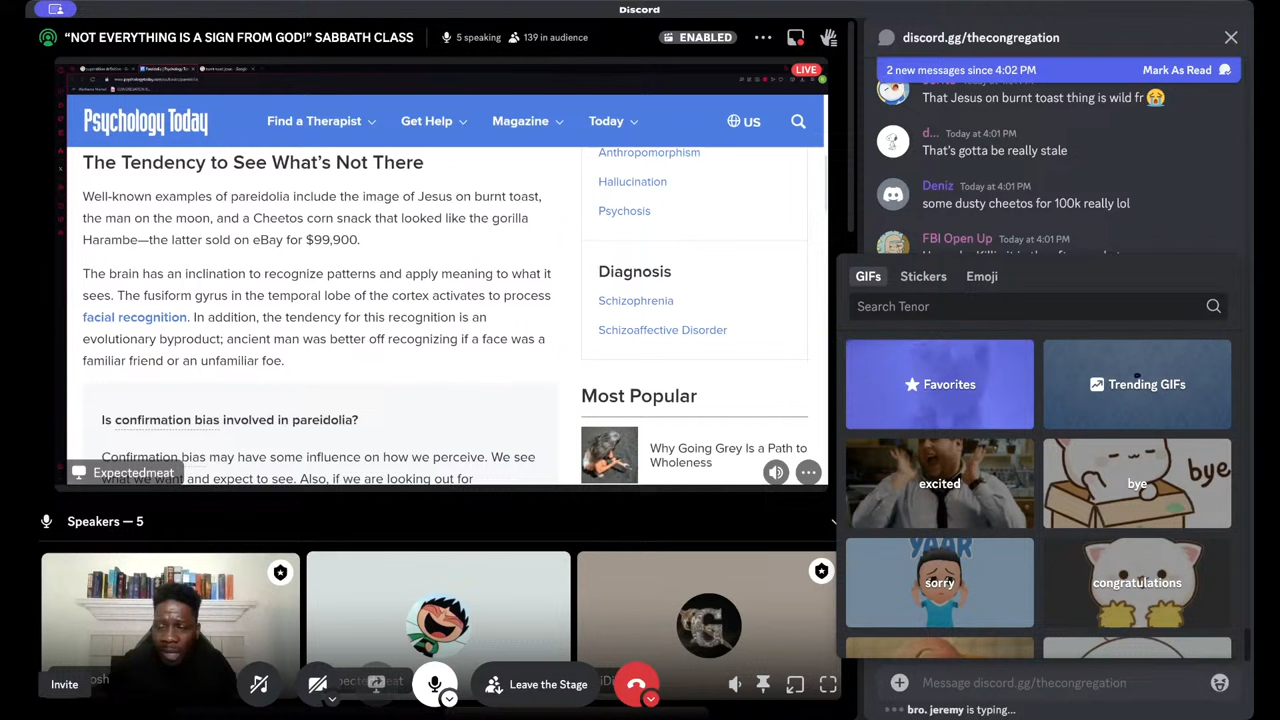 Discord
“NOT EVERYTHING IS A SIGN FROM GOD!” SABBATH CLASS
5 speaking
139 in audience
ENABLED
LIVE
Psychology Today
Find a Therapist
Get Help
Magazine
Today
US
The Tendency to See What’s Not There
Well-known examples of pareidolia include the image of Jesus on burnt toast,
the man on the moon, and a Cheetos corn snack that looked like the gorilla
Harambe—the latter sold on eBay for $99,900.
The brain has an inclination to recognize patterns and apply meaning to what it
sees. The fusiform gyrus in the temporal lobe of the cortex activates to process
facial recognition. In addition, the tendency for this recognition is an
evolutionary byproduct; ancient man was better off recognizing if a face was a
familiar friend or an unfamiliar foe.
Is confirmation bias involved in pareidolia?
Confirmation bias may have some influence on how we perceive. We see
what we want and expect to see. Also, if we are looking out for
Anthropomorphism
Hallucination
Psychosis
Diagnosis
Schizophrenia
Schizoaffective Disorder
Most Popular
Why Going Grey Is a Path to
Wholeness
Expectedmeat
Speakers — 5
G
Invite
Leave the Stage
discord.gg/thecongregation
2 new messages since 4:02 PM
Mark As Read
That Jesus on burnt toast thing is wild fr
d... Today at 4:01 PM
That’s gotta be really stale
Deniz Today at 4:01 PM
some dusty cheetos for 100k really lol
FBI Open Up Today at 4:01 PM
GIFs
Stickers
Emoji
Search Tenor
Favorites
Trending GIFs
excited
bye
bye
YAAR
sorry
congratulations
Message discord.gg/thecongregation
bro. jeremy is typing...